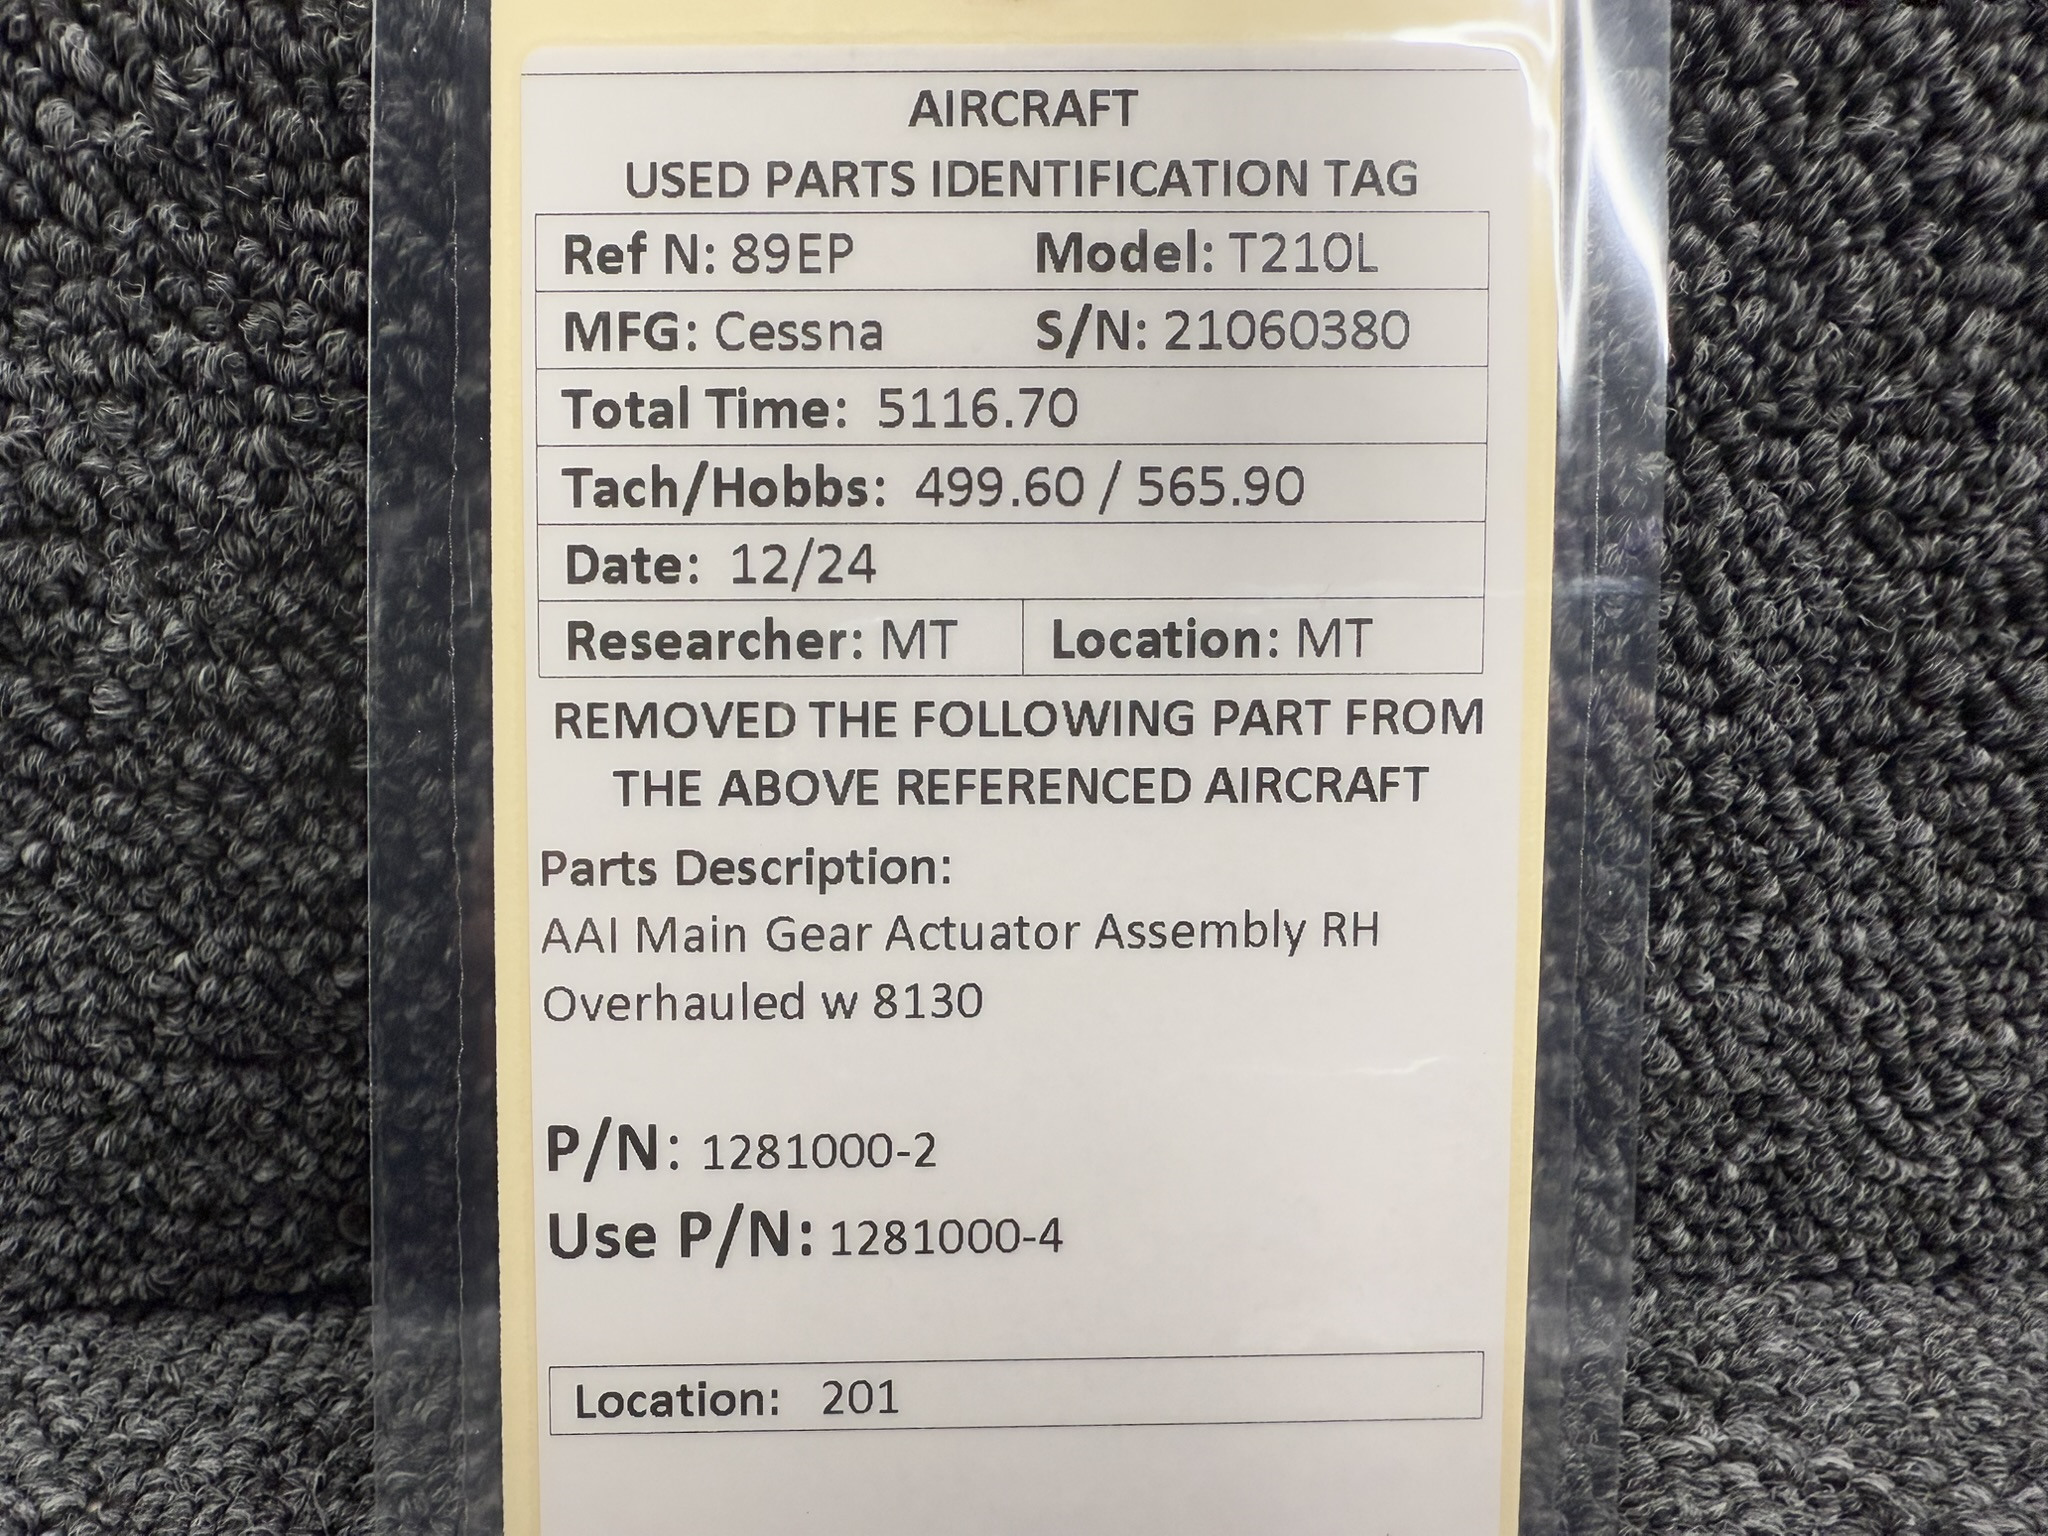 AIRCRAFT
USED PARTS IDENTIFICATION TAG
Ref N: 89EP Model: T210L
MFG: Cessna S/N: 21060380
Total Time: 5116.70
Tach/Hobbs: 499.60 / 565.90
Date: 12/24
Researcher: MT Location: MT
REMOVED THE FOLLOWING PART FROM
THE ABOVE REFERENCED AIRCRAFT
Parts Description:
AAI Main Gear Actuator Assembly RH
Overhauled w 8130
P/N: 1281000-2
Use P/N: 1281000-4
Location: 201